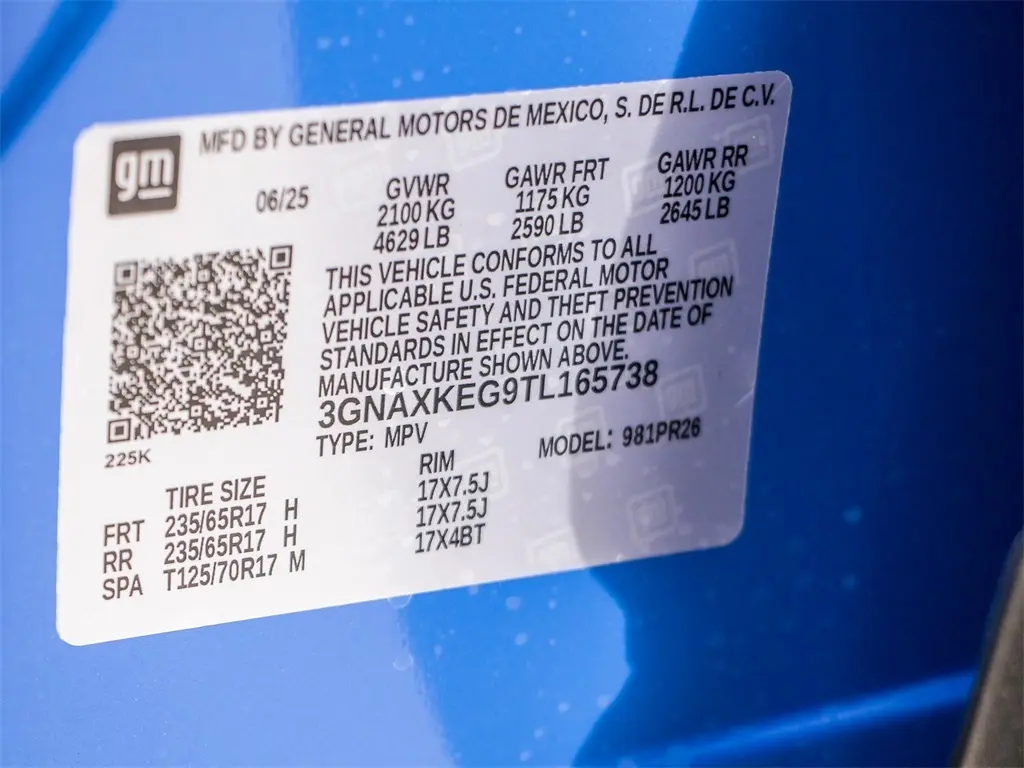 gm
MFD BY GENERAL MOTORS DE MEXICO, S. DE R.L. DE C.V.
06/25 GVWR GAWR FRT GAWR RR
2100 KG 1175 KG 1200 KG
4629 LB 2590 LB 2645 LB
THIS VEHICLE CONFORMS TO ALL
APPLICABLE U.S. FEDERAL MOTOR
VEHICLE SAFETY AND THEFT PREVENTION
STANDARDS IN EFFECT ON THE DATE OF
MANUFACTURE SHOWN ABOVE.
3GNAXKEG9TL165738
TYPE: MPV MODEL: 981PR26
225K
TIRE SIZE RIM
FRT 235/65R17 H 17X7.5J
RR 235/65R17 H 17X7.5J
SPA T125/70R17 M 17X4BT